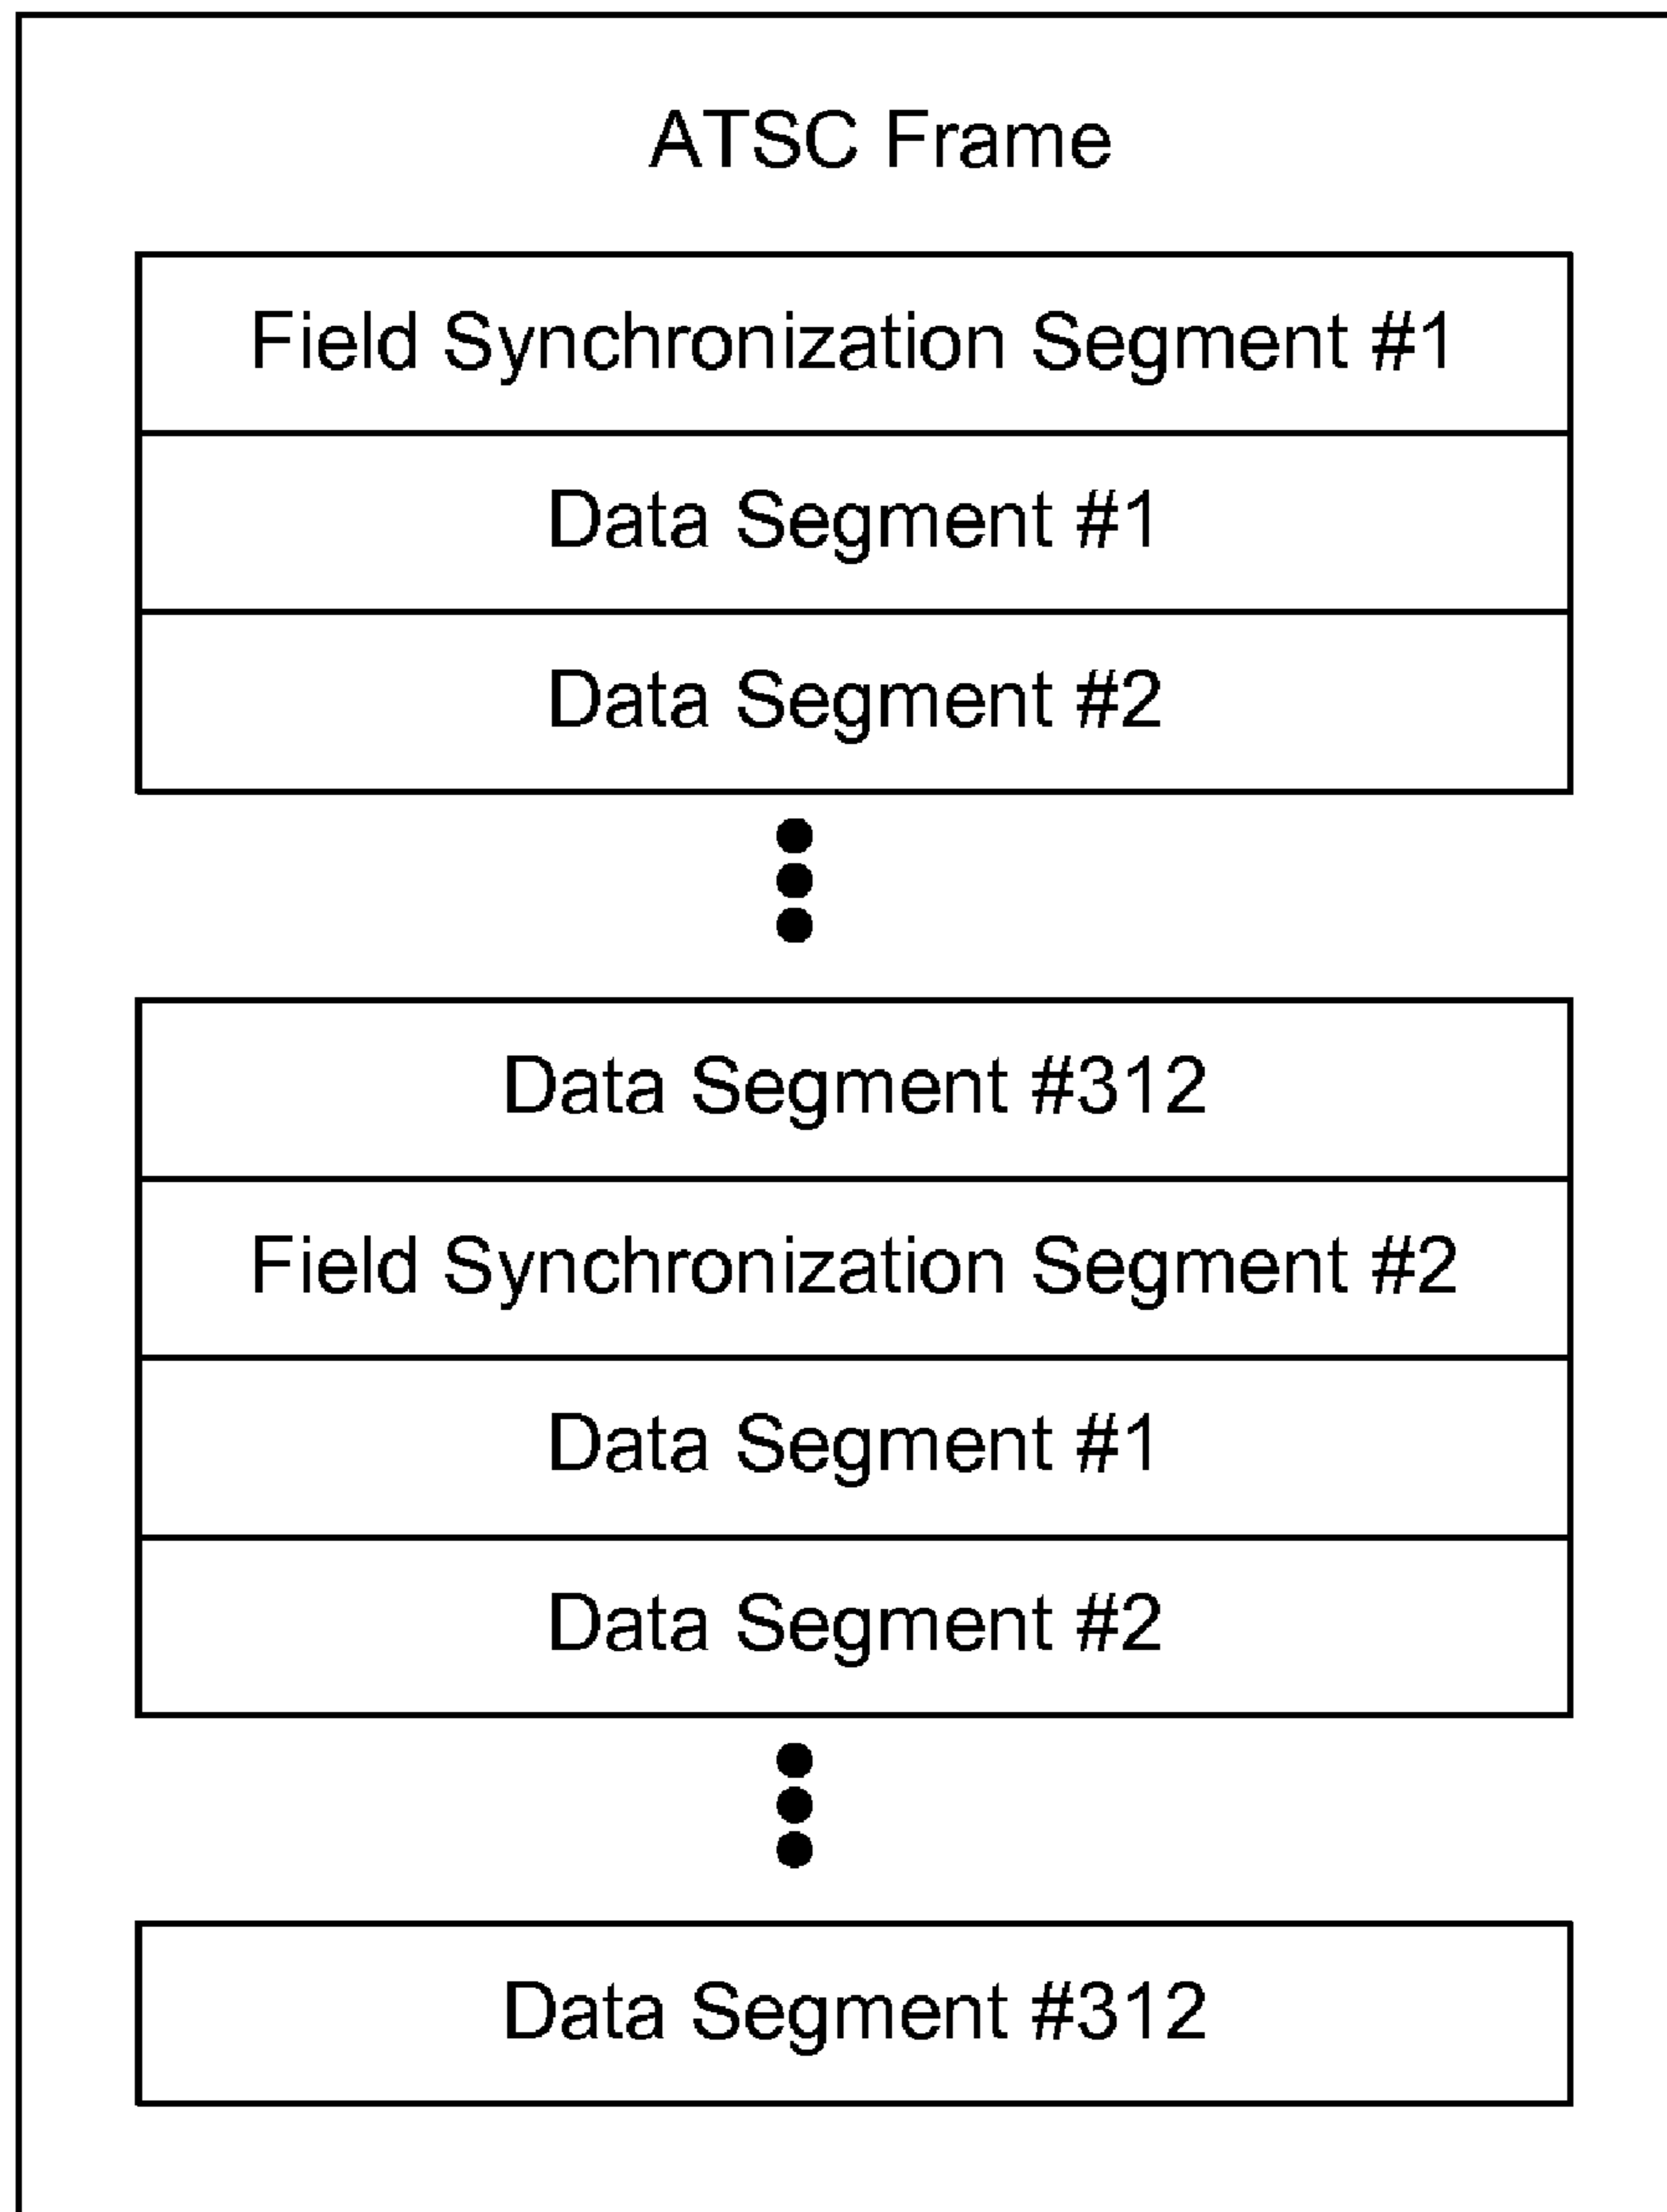 ATSC Frame
Field Synchronization Segment #1
Data Segment #1
Data Segment #2
Data Segment #312
Field Synchronization Segment #2
Data Segment #1
Data Segment #2
Data Segment #312